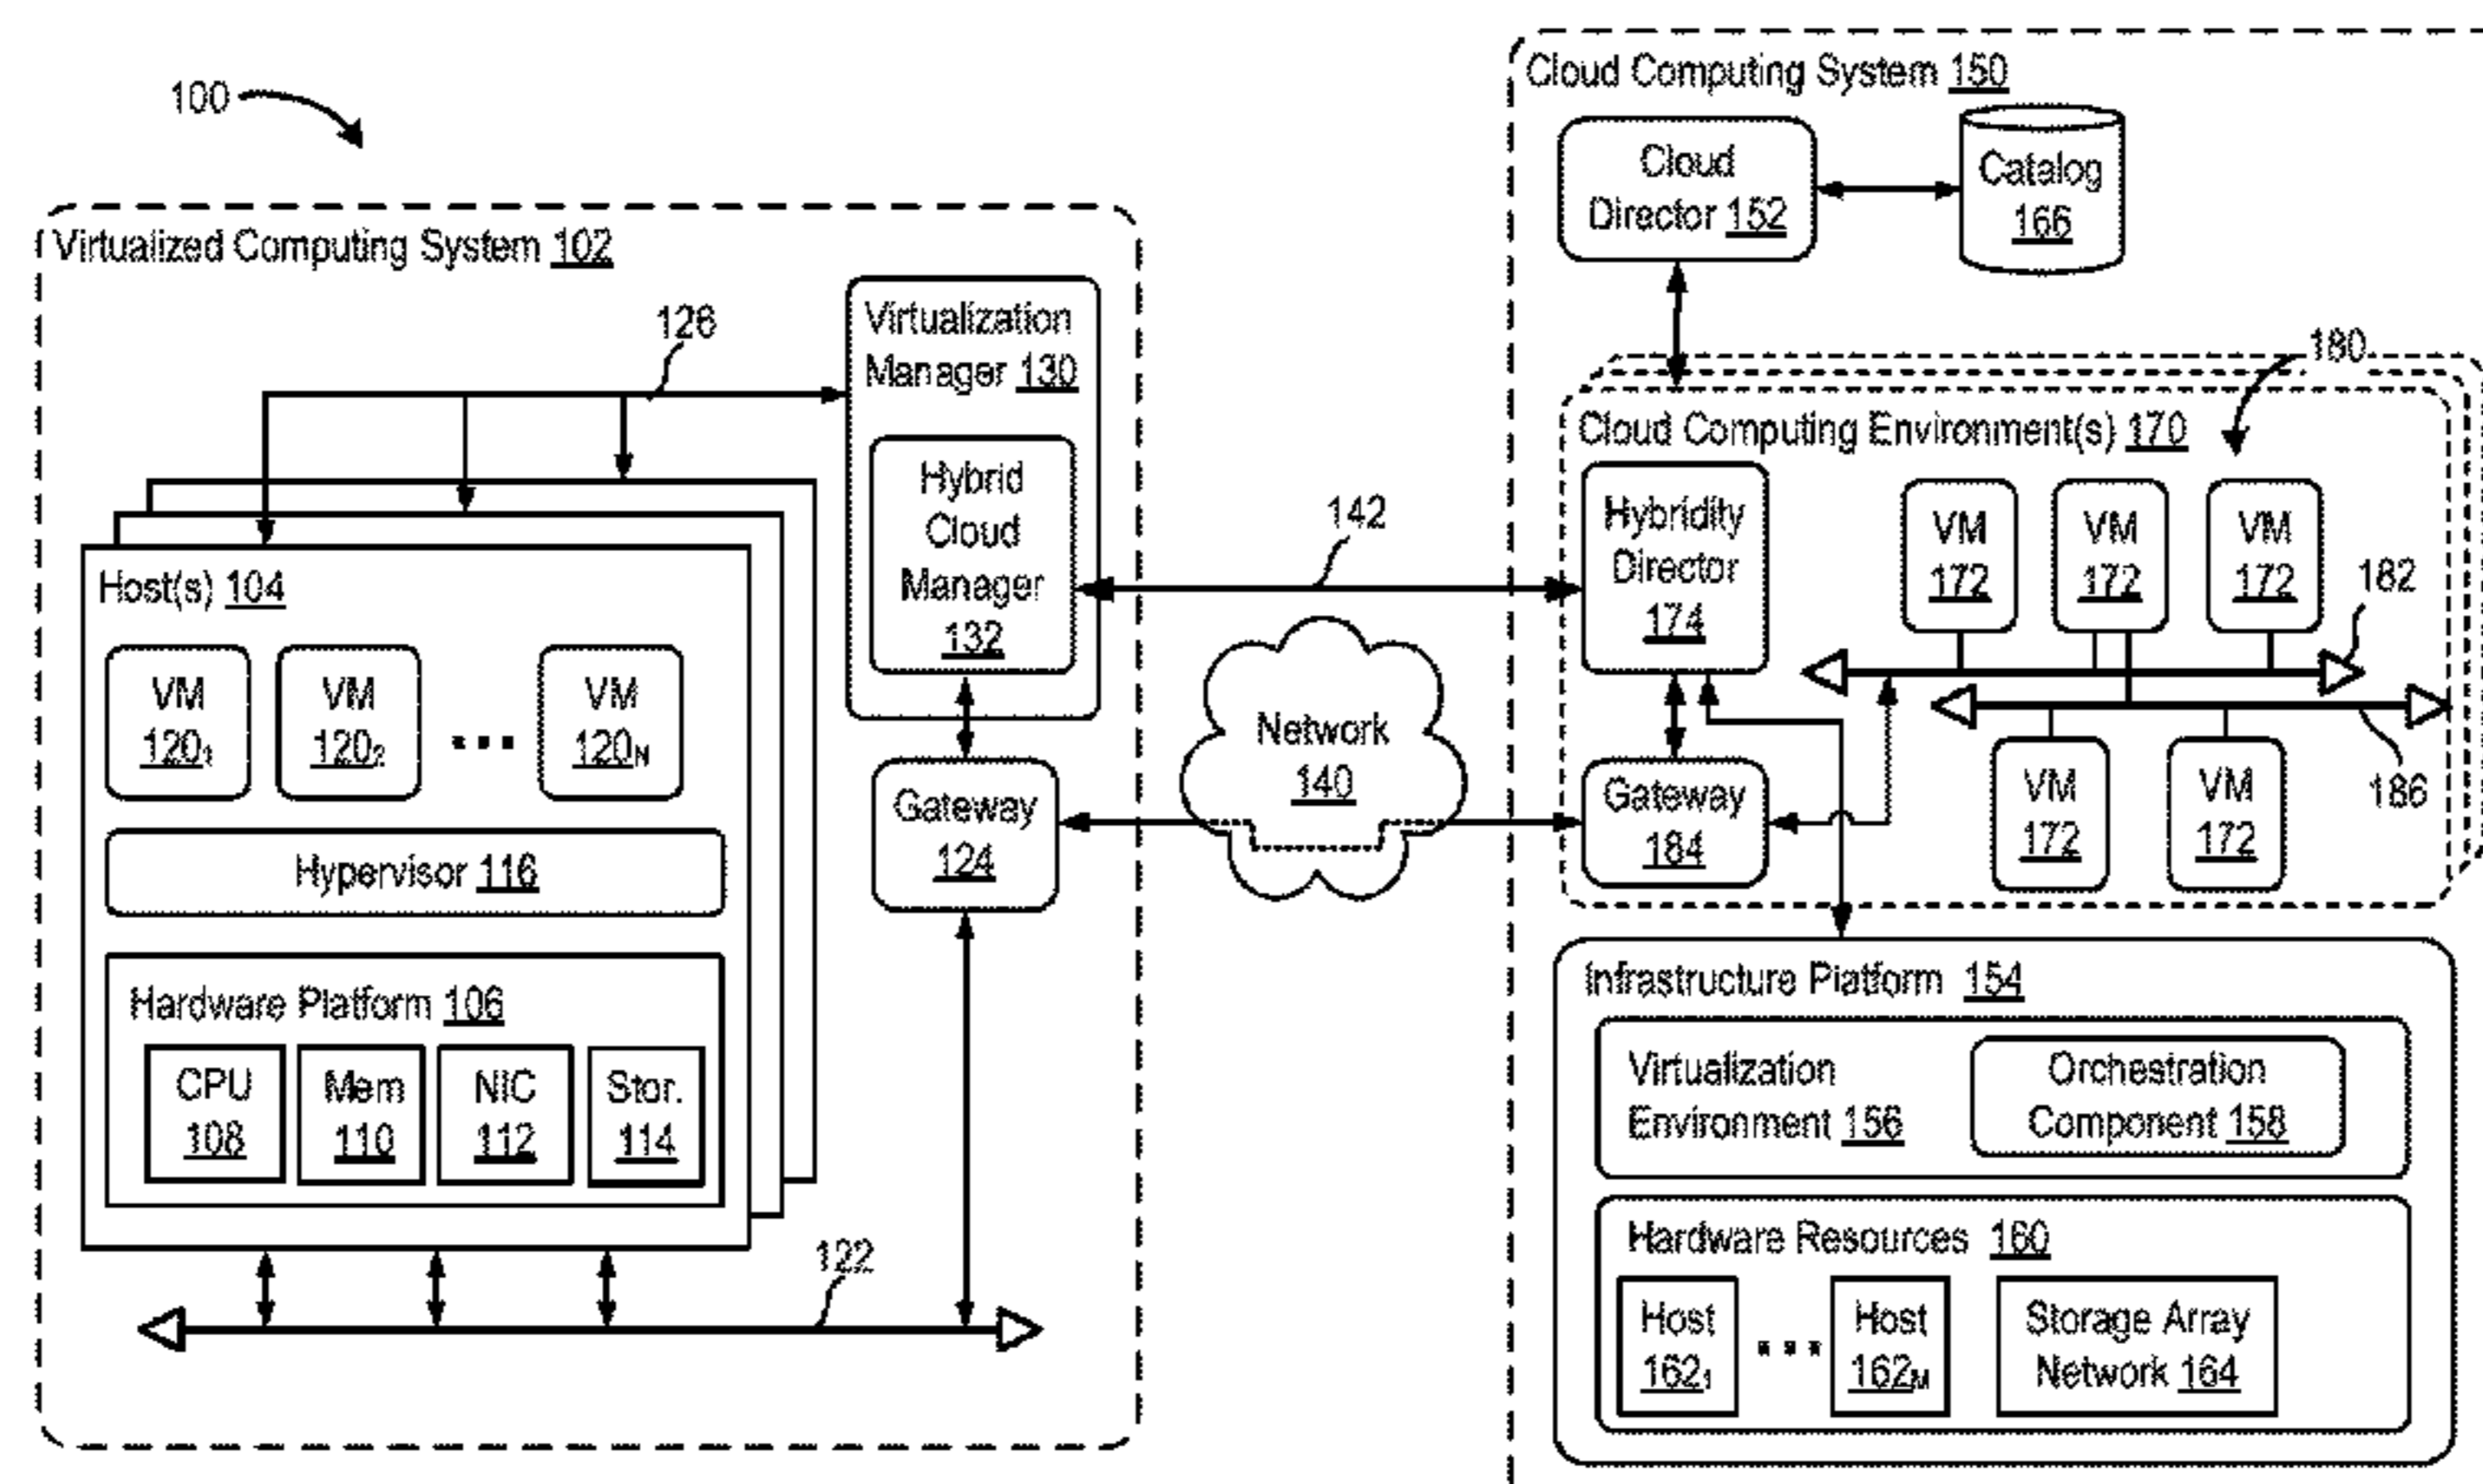 100
Virtualized Computing System 102
126
Virtualization
Manager 130
Hybrid
Cloud
Manager
132
Host(s) 104
VM
120₁
VM
120₂
...
VM
120N
Hypervisor 116
Hardware Platform 106
CPU
108
Mem
110
NIC
112
Stor.
114
122
Gateway
124
142
Network
140
Cloud Computing System 150
Cloud
Director 152
Catalog
166
180
Cloud Computing Environment(s) 170
Hybridity
Director
174
VM
172
VM
172
VM
172
182
Gateway
184
VM
172
VM
172
186
Infrastructure Platform 154
Virtualization
Environment 156
Orchestration
Component 158
Hardware Resources 160
Host
162₁
...
Host
162M
Storage Array
Network 164